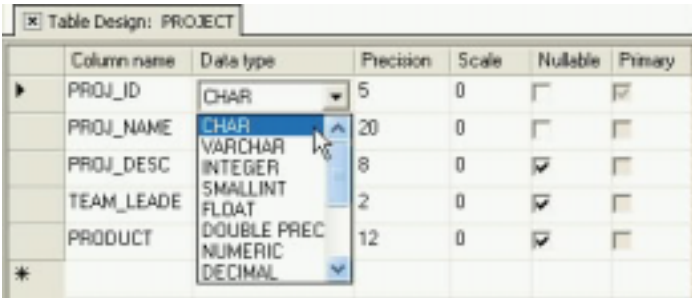 Table Design: PROJECT
Column name Data type Precision Scale Nullable Primary
PROJ_ID CHAR 5 0
PROJ_NAME CHAR 20 0
VARCHAR
PROJ_DESC INTEGER 8 0
SMALLINT
TEAM_LEADE FLOAT 2 0
DOUBLE PREC
PRODUCT NUMERIC 12 0
DECIMAL